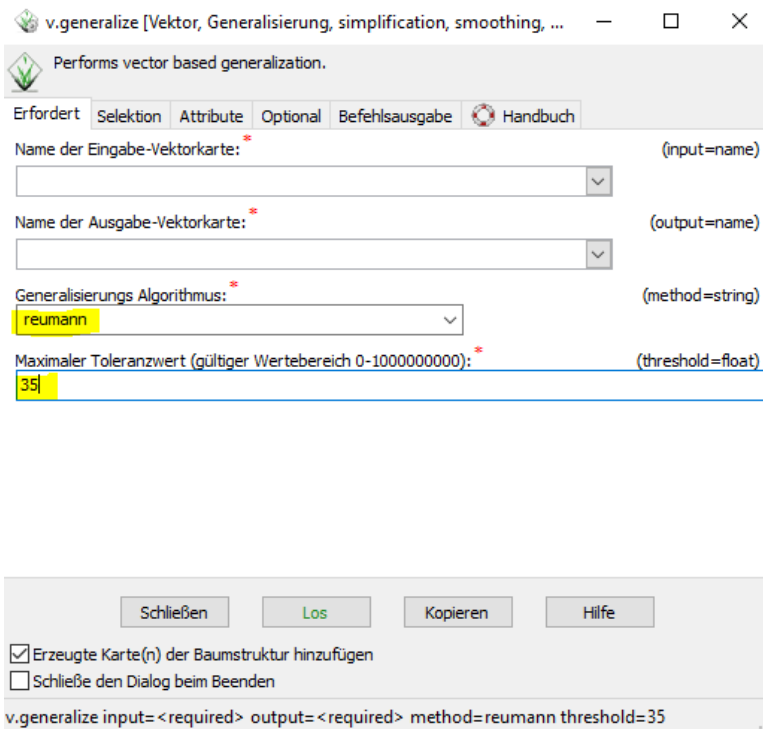 v.generalize [Vektor, Generalisierung, simplification, smoothing, ...
Performs vector based generalization.
Erfordert Selektion Attribute Optional Befehlsausgabe Handbuch
Name der Eingabe-Vektorkarte:* (input=name)
Name der Ausgabe-Vektorkarte:* (output=name)
Generalisierungs Algorithmus:* (method=string)
reumann
Maximaler Toleranzwert (gültiger Wertebereich 0-1000000000):* (threshold=float)
35
Schließen Los Kopieren Hilfe
Erzeugte Karte(n) der Baumstruktur hinzufügen
Schließe den Dialog beim Beenden
v.generalize input=<required> output=<required> method=reumann threshold=35